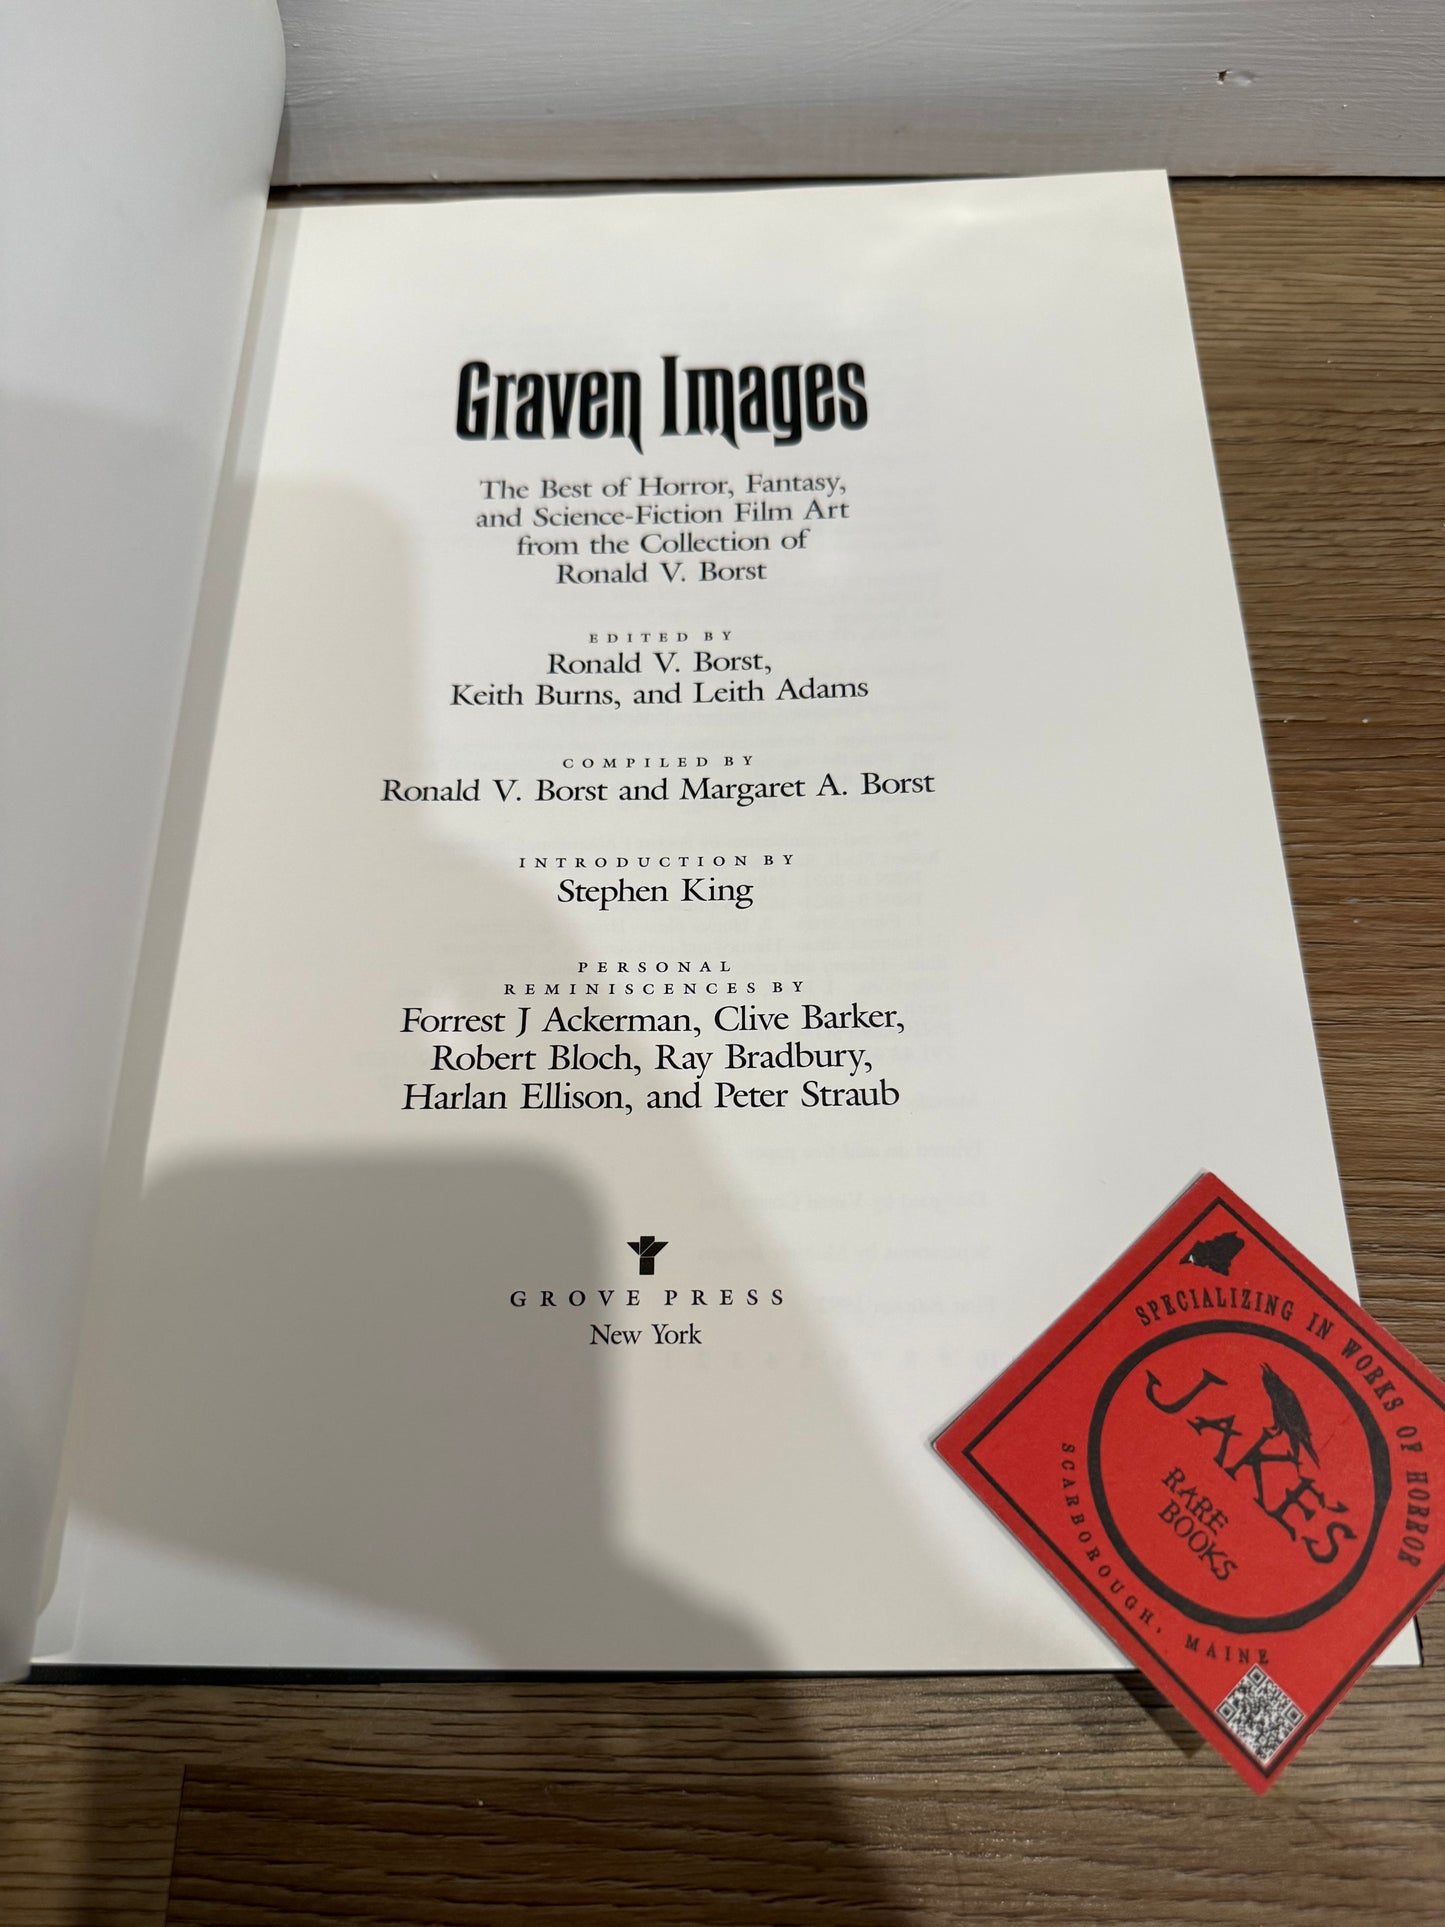 Graven Images
The Best of Horror, Fantasy,
and Science-Fiction Film Art
from the Collection of
Ronald V. Borst
EDITED BY
Ronald V. Borst,
Keith Burns, and Leith Adams
COMPILED BY
Ronald V. Borst and Margaret A. Borst
INTRODUCTION BY
Stephen King
PERSONAL
REMINISCENCES BY
Forrest J Ackerman, Clive Barker,
Robert Bloch, Ray Bradbury,
Harlan Ellison, and Peter Straub
GROVE PRESS
New York
SPECIALIZING IN WORKS OF HORROR
JAKE'S
RARE
BOOKS
SCARBOROUGH, MAINE